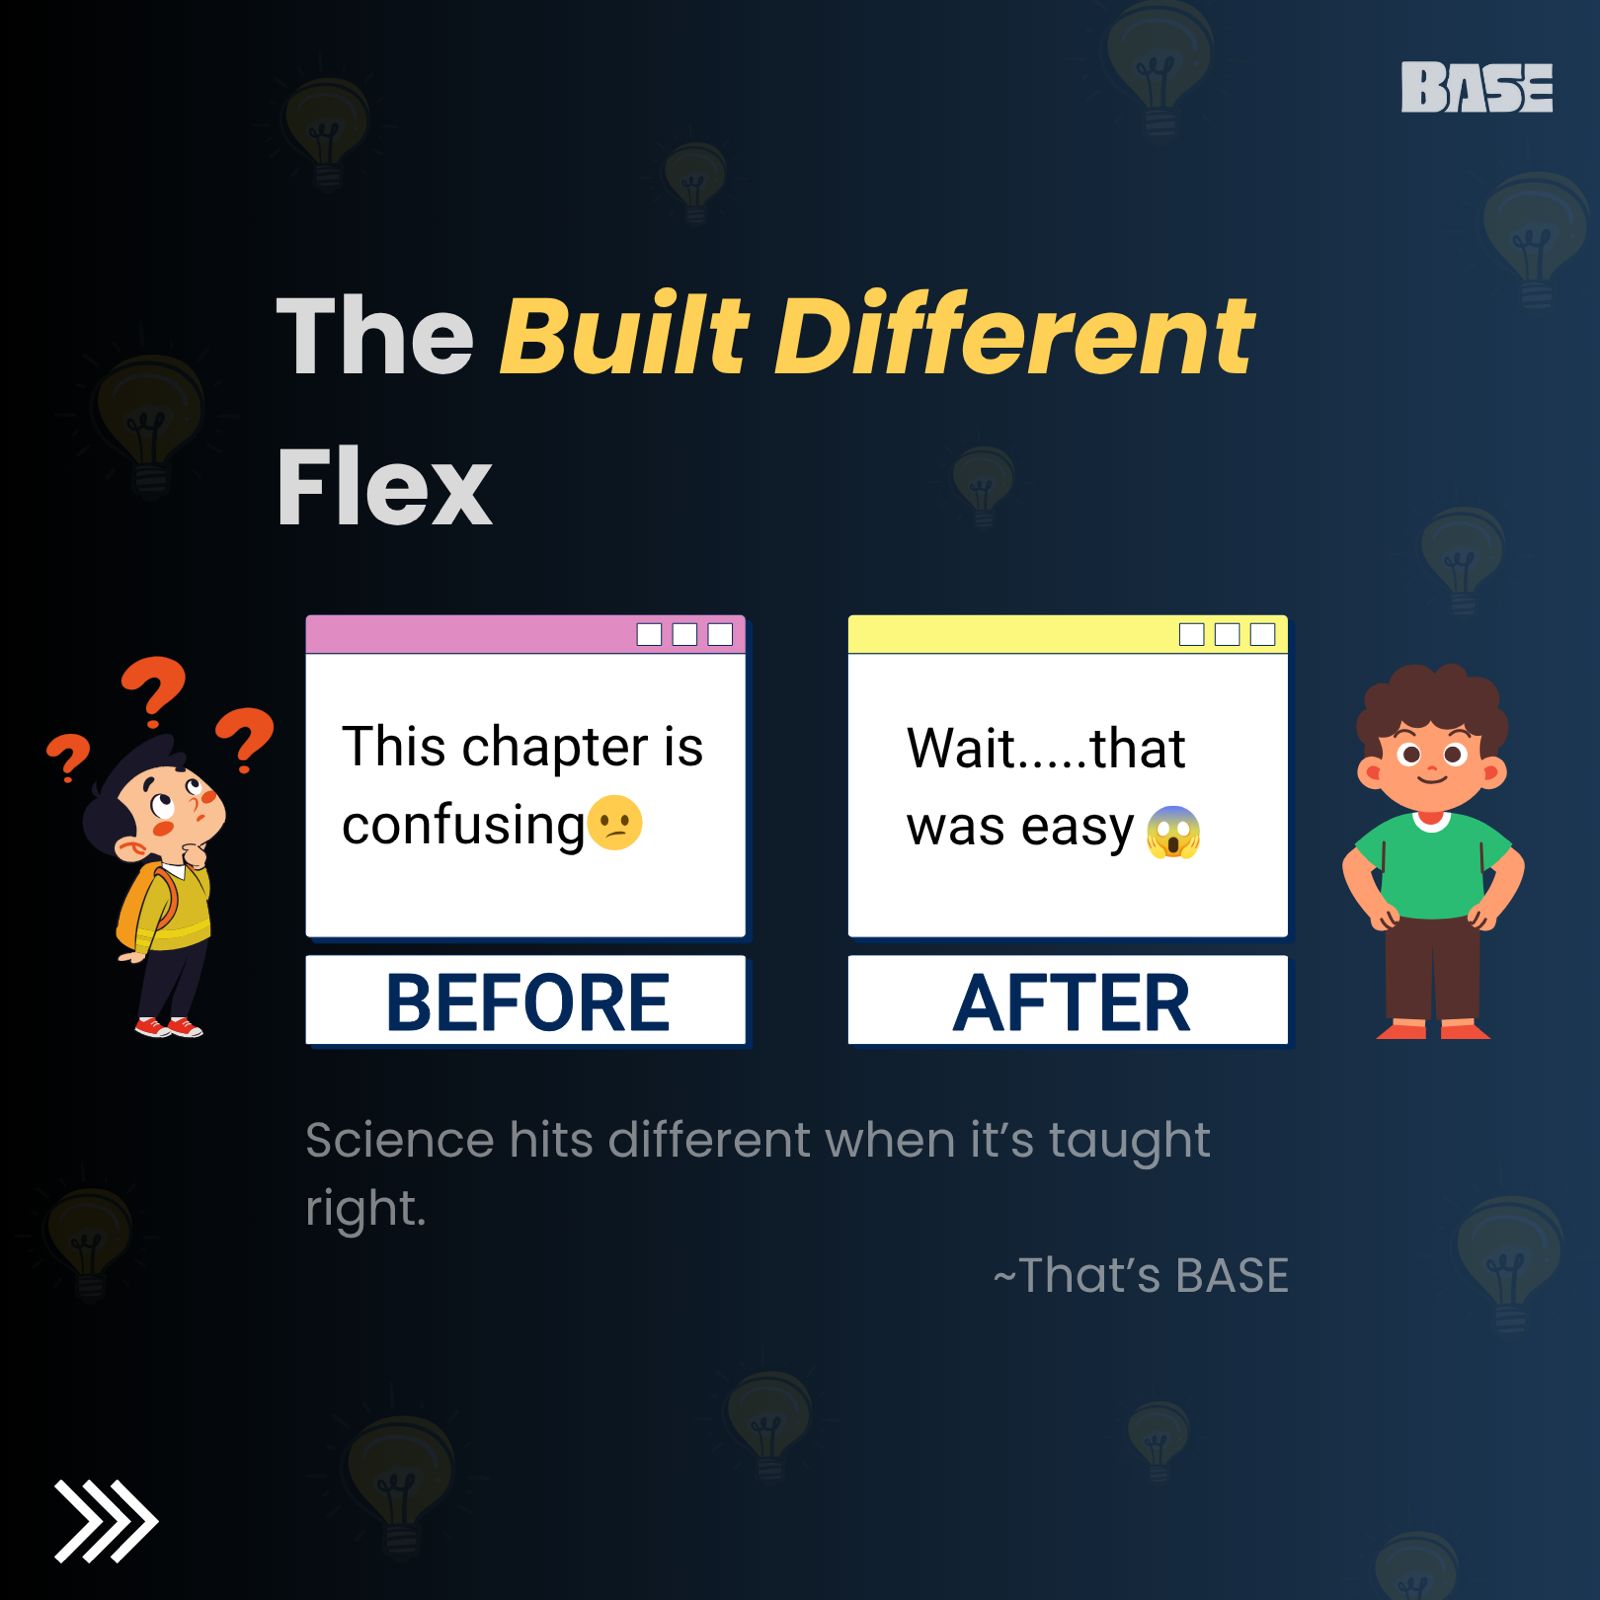 BASE
The Built Different
Flex
This chapter is
confusing😕
Wait.....that
was easy 😱
BEFORE
AFTER
Science hits different when it’s taught
right.
~That’s BASE